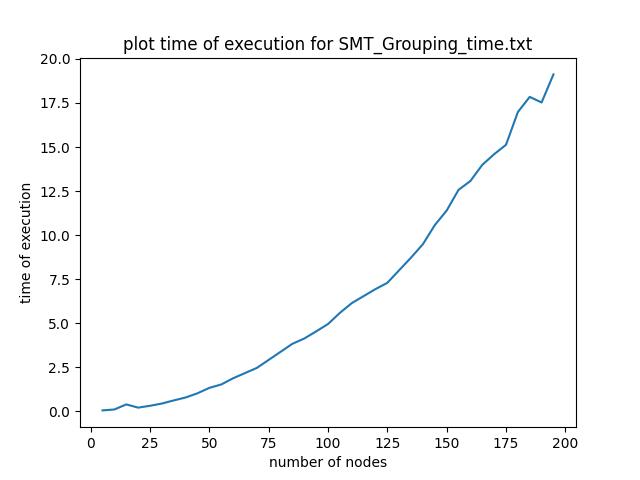 plot time of execution for SMT_Grouping_time.txt
20.0
17.5
15.0
12.5
10.0
7.5
5.0
2.5
0.0
time of execution
0 25 50 75 100 125 150 175 200
number of nodes